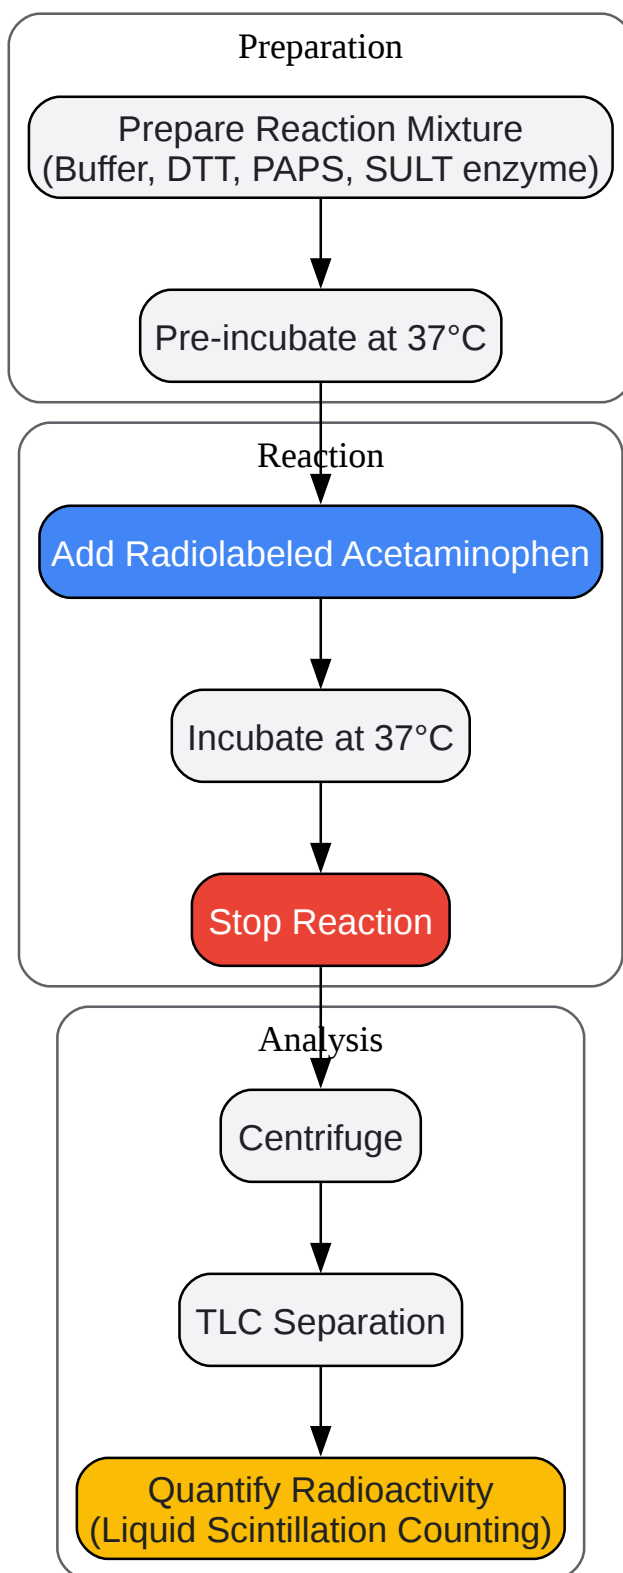 Preparation
Prepare Reaction Mixture
(Buffer, DTT, PAPS, SULT enzyme)
Pre-incubate at 37°C
Reaction
Add Radiolabeled Acetaminophen
Incubate at 37°C
Stop Reaction
Analysis
Centrifuge
TLC Separation
Quantify Radioactivity
(Liquid Scintillation Counting)